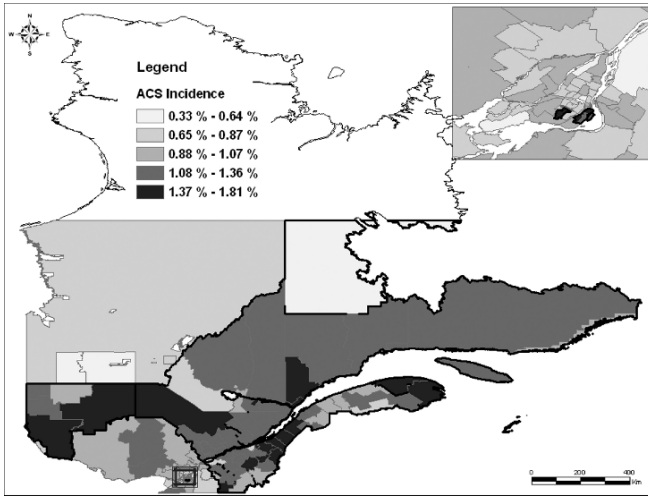 N
W E
S
Legend
ACS Incidence
0.33 % - 0.64 %
0.65 % - 0.87 %
0.88 % - 1.07 %
1.08 % - 1.36 %
1.37 % - 1.81 %
0 200 400
Km